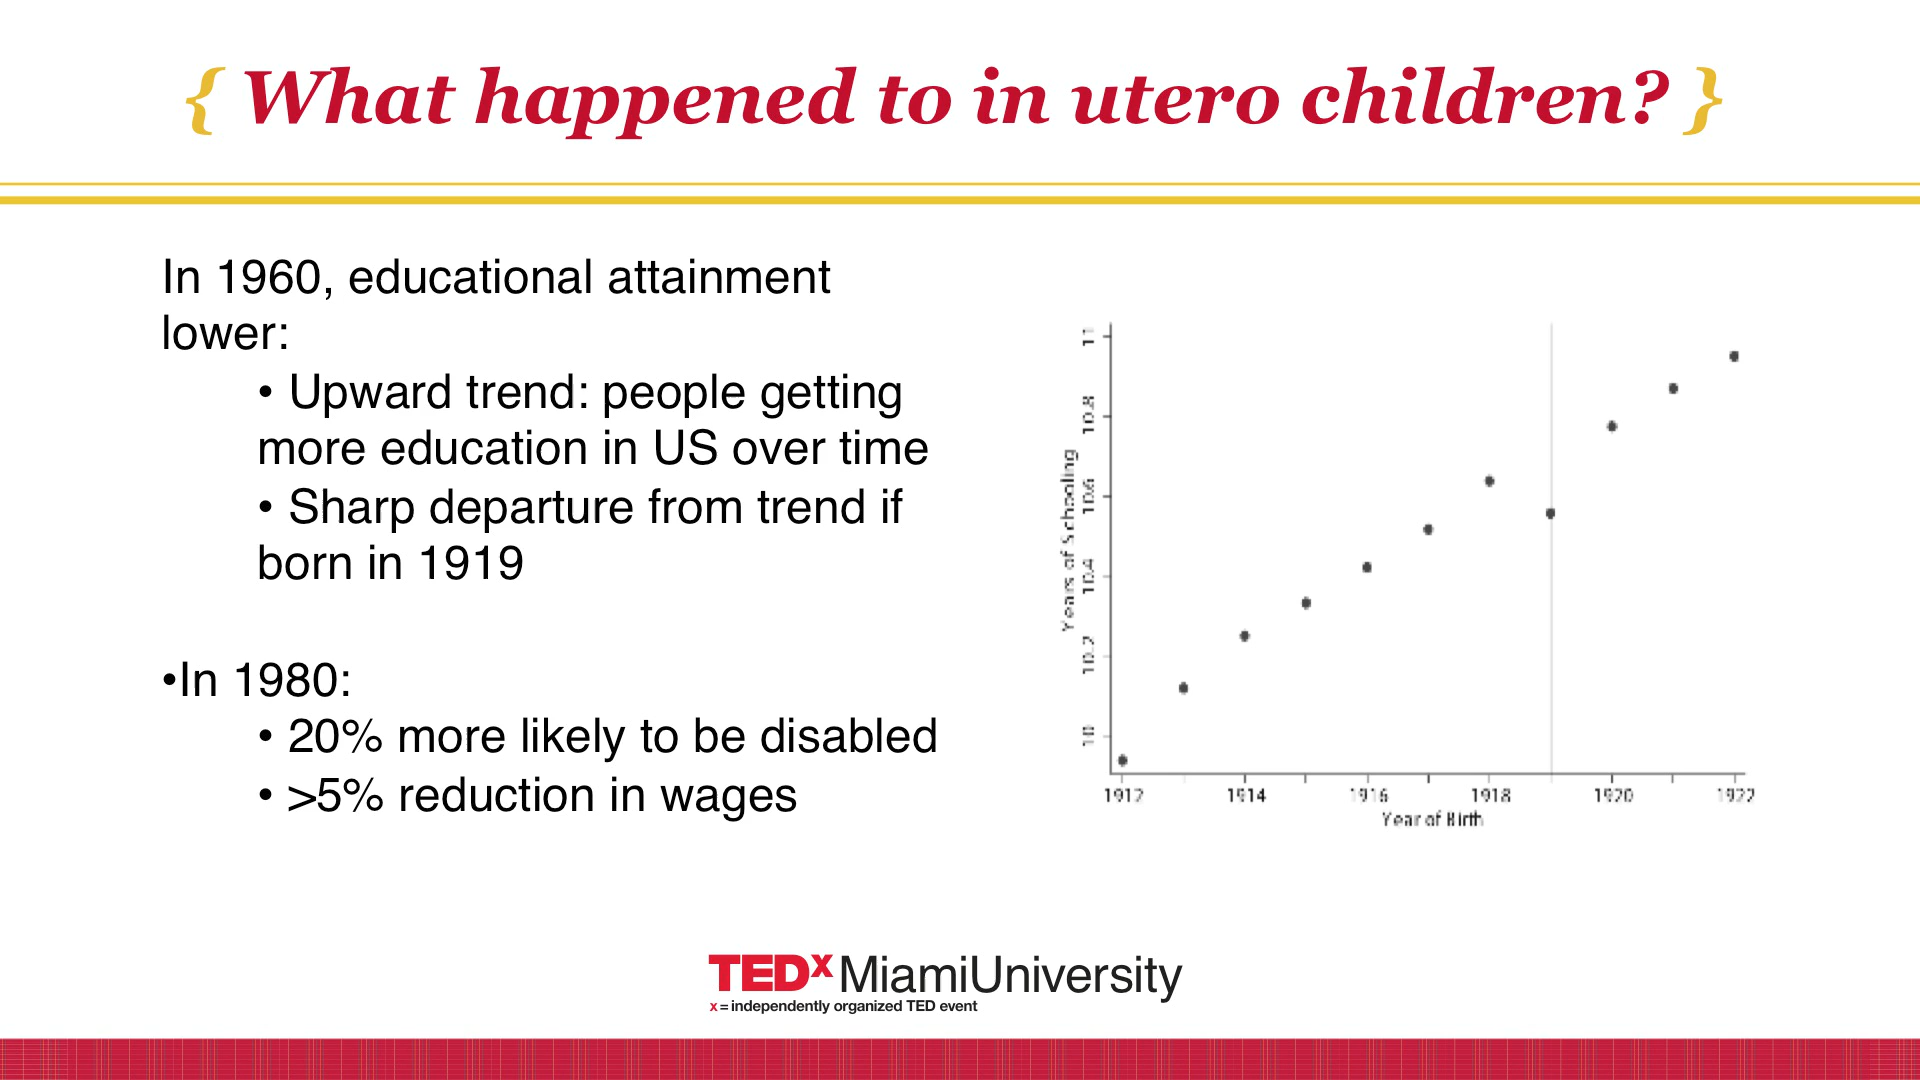 { What happened to in utero children? }
In 1960, educational attainment
lower:
• Upward trend: people getting
more education in US over time
• Sharp departure from trend if
born in 1919
•In 1980:
• 20% more likely to be disabled
• >5% reduction in wages
Years of Schooling
11
10.8
10.6
10.4
10.2
10
1912 1914 1916 1918 1920 1922
Year of Birth
TEDx MiamiUniversity
x = independently organized TED event